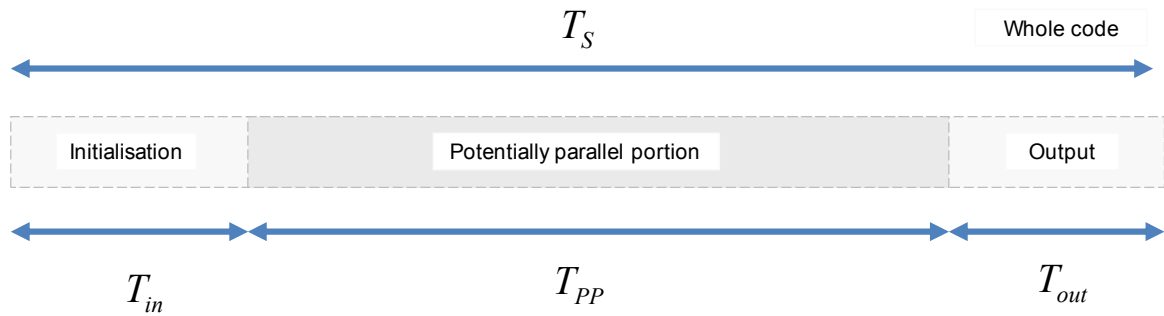 T_S
Whole code
Initialisation
Potentially parallel portion
Output
T_in
T_PP
T_out